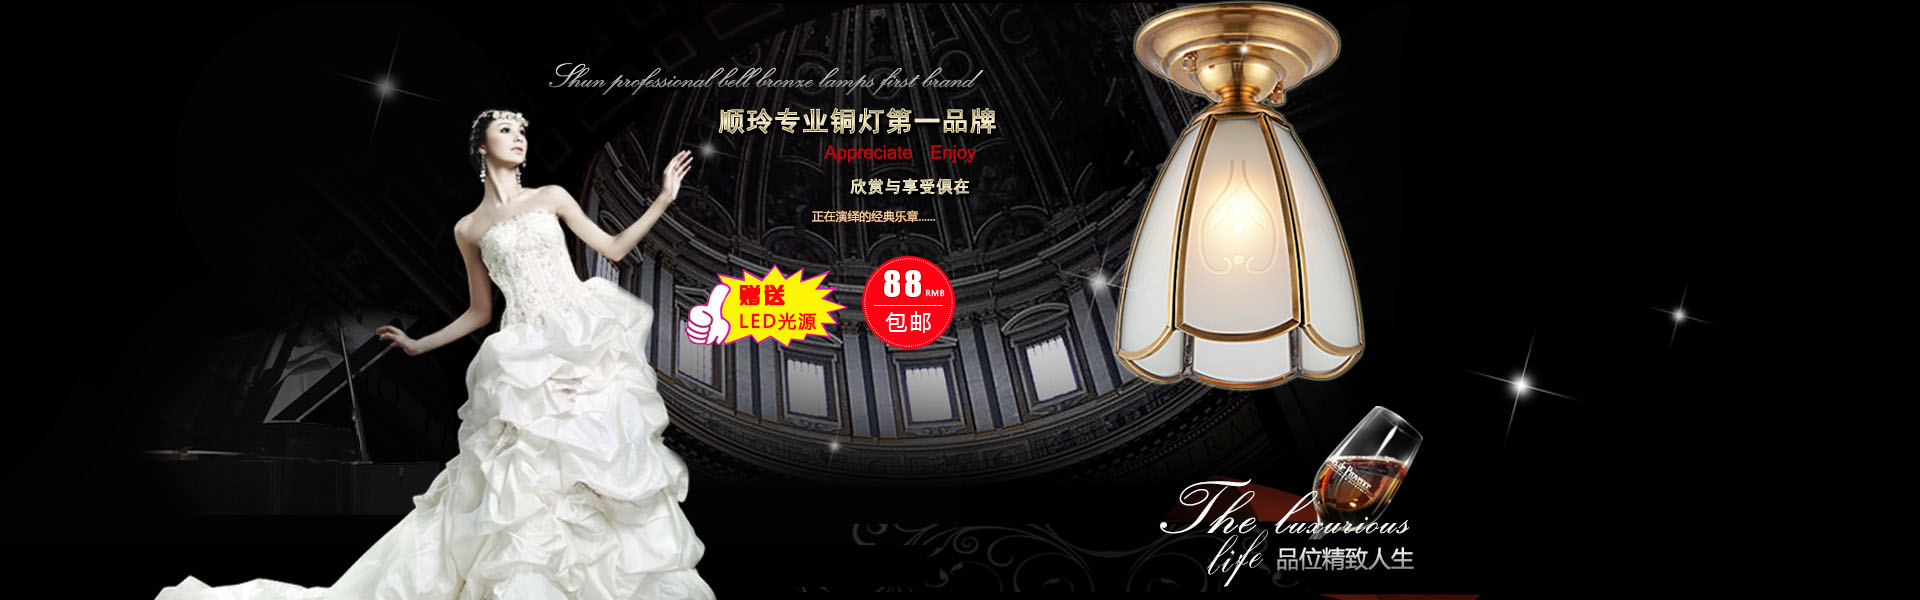 Shun professional bell bronze lamps first brand
顺玲专业铜灯第一品牌
Appreciate Enjoy
欣赏与享受俱在
正在演绎的经典乐章......
赠送
LED光源
88 RMB
包邮
The luxurious
life 品位精致人生